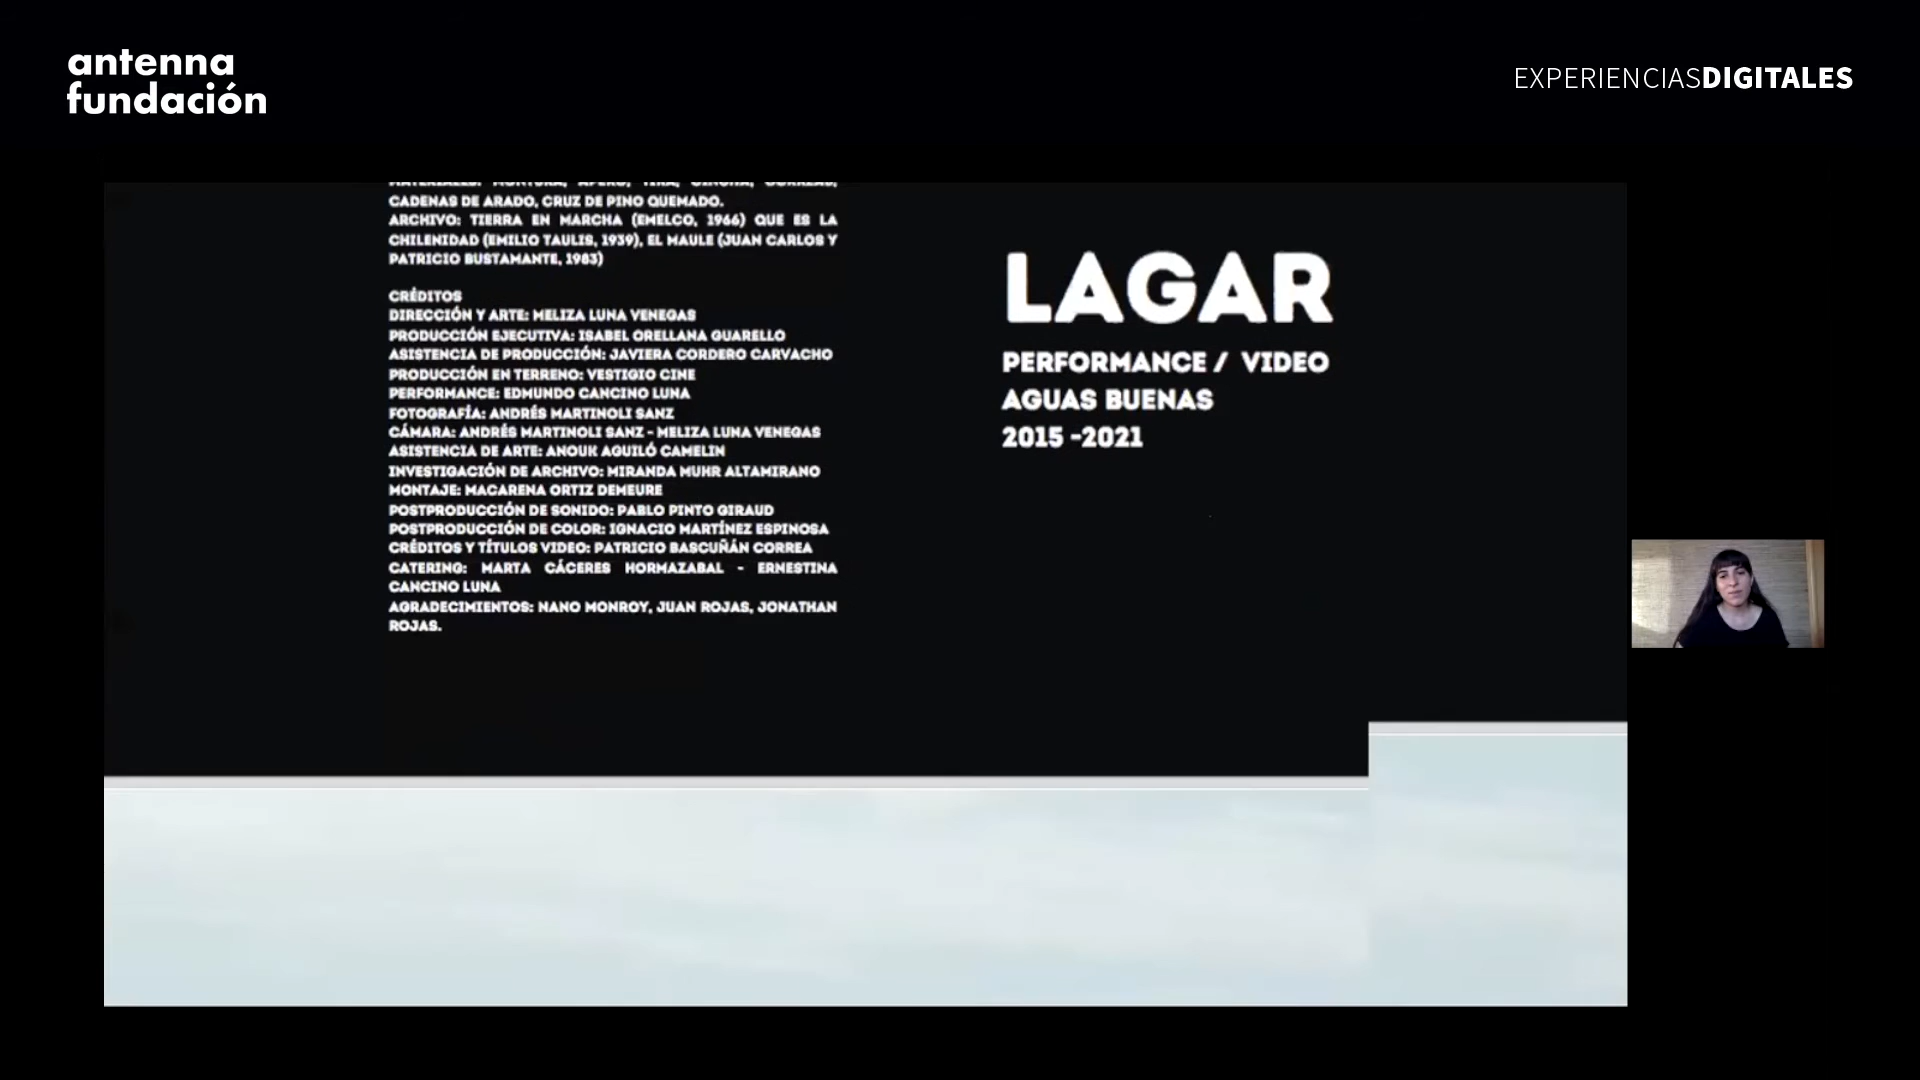 antenna
fundación
EXPERIENCIASDIGITALES
MATERIALES: MONTURA, APERO, TIRA, CINCHA, CORREAS,
CADENAS DE ARADO, CRUZ DE PINO QUEMADO.
ARCHIVO: TIERRA EN MARCHA (EMELCO, 1966) QUE ES LA
CHILENIDAD (EMILIO TAULIS, 1939), EL MAULE (JUAN CARLOS Y
PATRICIO BUSTAMANTE, 1983)
CRÉDITOS
DIRECCIÓN Y ARTE: MELIZA LUNA VENEGAS
PRODUCCIÓN EJECUTIVA: ISABEL ORELLANA GUARELLO
ASISTENCIA DE PRODUCCIÓN: JAVIERA CORDERO CARVACHO
PRODUCCIÓN EN TERRENO: VESTIGIO CINE
PERFORMANCE: EDMUNDO CANCINO LUNA
FOTOGRAFÍA: ANDRÉS MARTINOLI SANZ
CÁMARA: ANDRÉS MARTINOLI SANZ - MELIZA LUNA VENEGAS
ASISTENCIA DE ARTE: ANOUK AGUILÓ CAMELIN
INVESTIGACIÓN DE ARCHIVO: MIRANDA MUHR ALTAMIRANO
MONTAJE: MACARENA ORTIZ DEMEURE
POSTPRODUCCIÓN DE SONIDO: PABLO PINTO GIRAUD
POSTPRODUCCIÓN DE COLOR: IGNACIO MARTÍNEZ ESPINOSA
CRÉDITOS Y TÍTULOS VIDEO: PATRICIO BASCUÑÁN CORREA
CATERING: MARTA CÁCERES HORMAZABAL - ERNESTINA
CANCINO LUNA
AGRADECIMIENTOS: NANO MONROY, JUAN ROJAS, JONATHAN
ROJAS.
LAGAR
PERFORMANCE / VIDEO
AGUAS BUENAS
2015 -2021